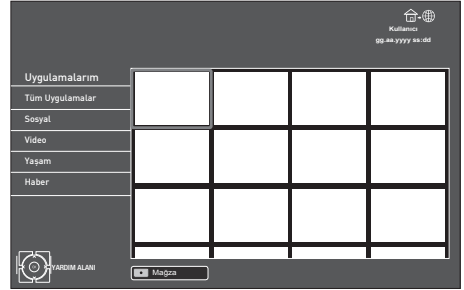 Kullanıcı
gg.aa.yyyy ss:dd
Uygulamalarım
Tüm Uygulamalar
Sosyal
Video
Yaşam
Haber
YARDIM ALANI
Mağza